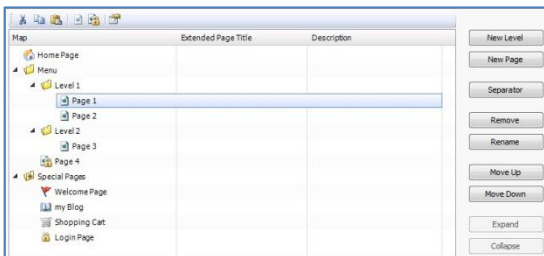 Map Extended Page Title Description
Home Page
Menu
Level 1
Page 1
Page 2
Level 2
Page 3
Page 4
Special Pages
Welcome Page
my Blog
Shopping Cart
Login Page
New Level
New Page
Separator
Remove
Rename
Move Up
Move Down
Expand
Collapse